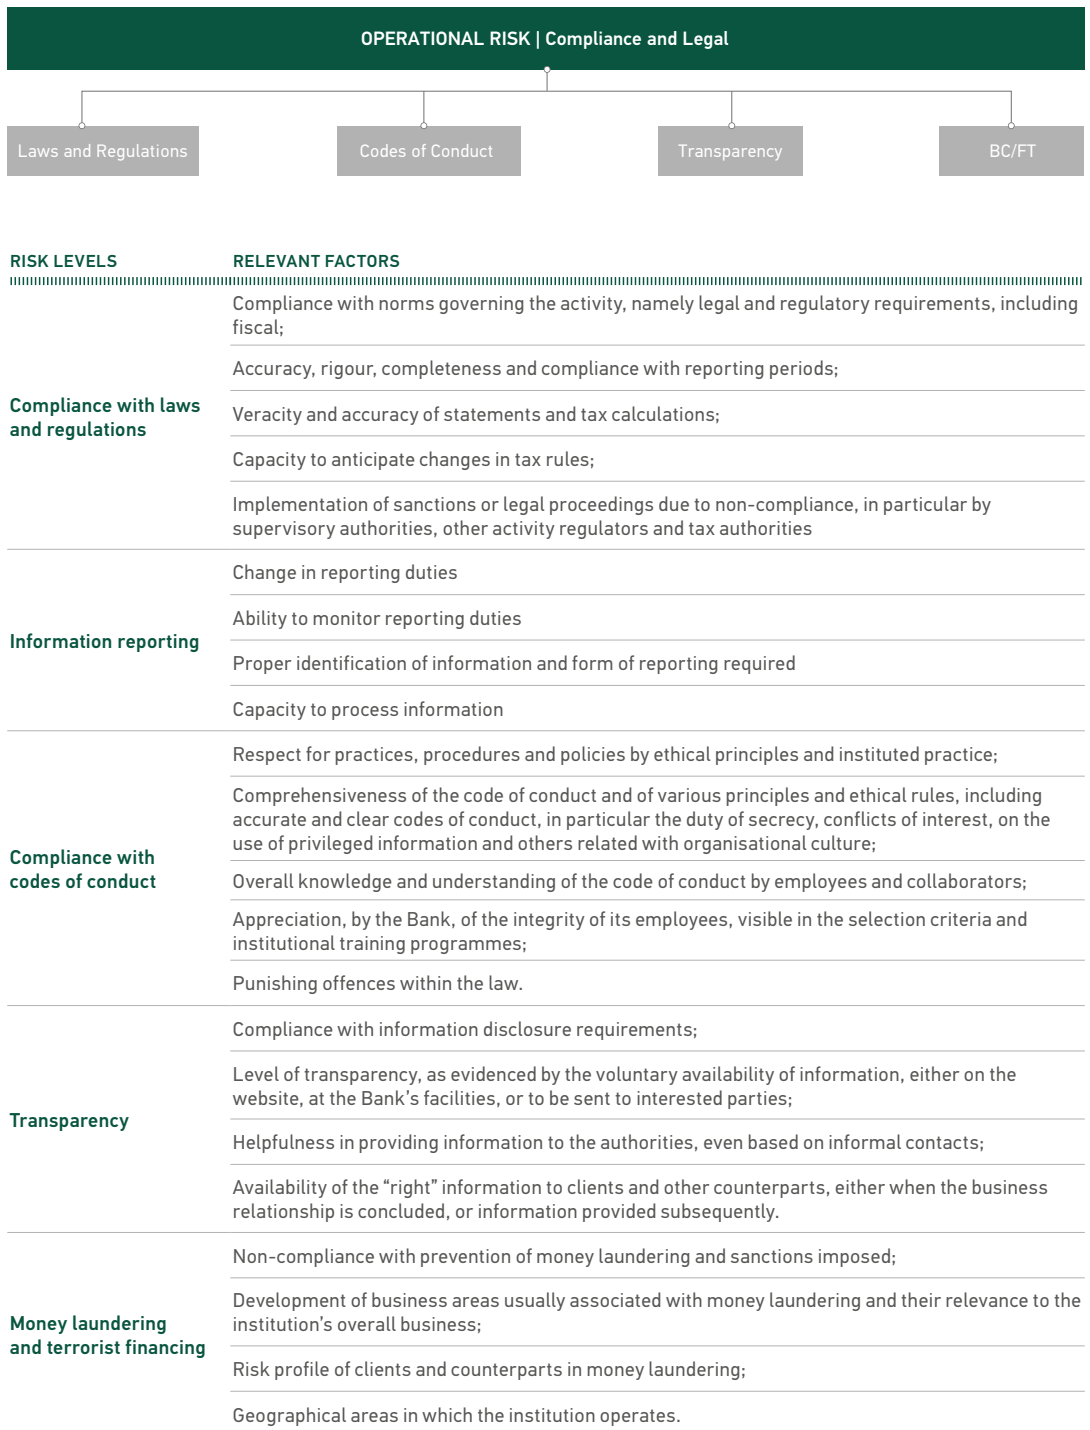 OPERATIONAL RISK | Compliance and Legal
Laws and Regulations
Codes of Conduct
Transparency
BC/FT
RISK LEVELS
RELEVANT FACTORS
Compliance with laws
and regulations
Compliance with norms governing the activity, namely legal and regulatory requirements, including
fiscal;
Accuracy, rigour, completeness and compliance with reporting periods;
Veracity and accuracy of statements and tax calculations;
Capacity to anticipate changes in tax rules;
Implementation of sanctions or legal proceedings due to non-compliance, in particular by
supervisory authorities, other activity regulators and tax authorities
Information reporting
Change in reporting duties
Ability to monitor reporting duties
Proper identification of information and form of reporting required
Capacity to process information
Compliance with
codes of conduct
Respect for practices, procedures and policies by ethical principles and instituted practice;
Comprehensiveness of the code of conduct and of various principles and ethical rules, including
accurate and clear codes of conduct, in particular the duty of secrecy, conflicts of interest, on the
use of privileged information and others related with organisational culture;
Overall knowledge and understanding of the code of conduct by employees and collaborators;
Appreciation, by the Bank, of the integrity of its employees, visible in the selection criteria and
institutional training programmes;
Punishing offences within the law.
Transparency
Compliance with information disclosure requirements;
Level of transparency, as evidenced by the voluntary availability of information, either on the
website, at the Bank's facilities, or to be sent to interested parties;
Helpfulness in providing information to the authorities, even based on informal contacts;
Availability of the “right” information to clients and other counterparts, either when the business
relationship is concluded, or information provided subsequently.
Money laundering
and terrorist financing
Non-compliance with prevention of money laundering and sanctions imposed;
Development of business areas usually associated with money laundering and their relevance to the
institution's overall business;
Risk profile of clients and counterparts in money laundering;
Geographical areas in which the institution operates.